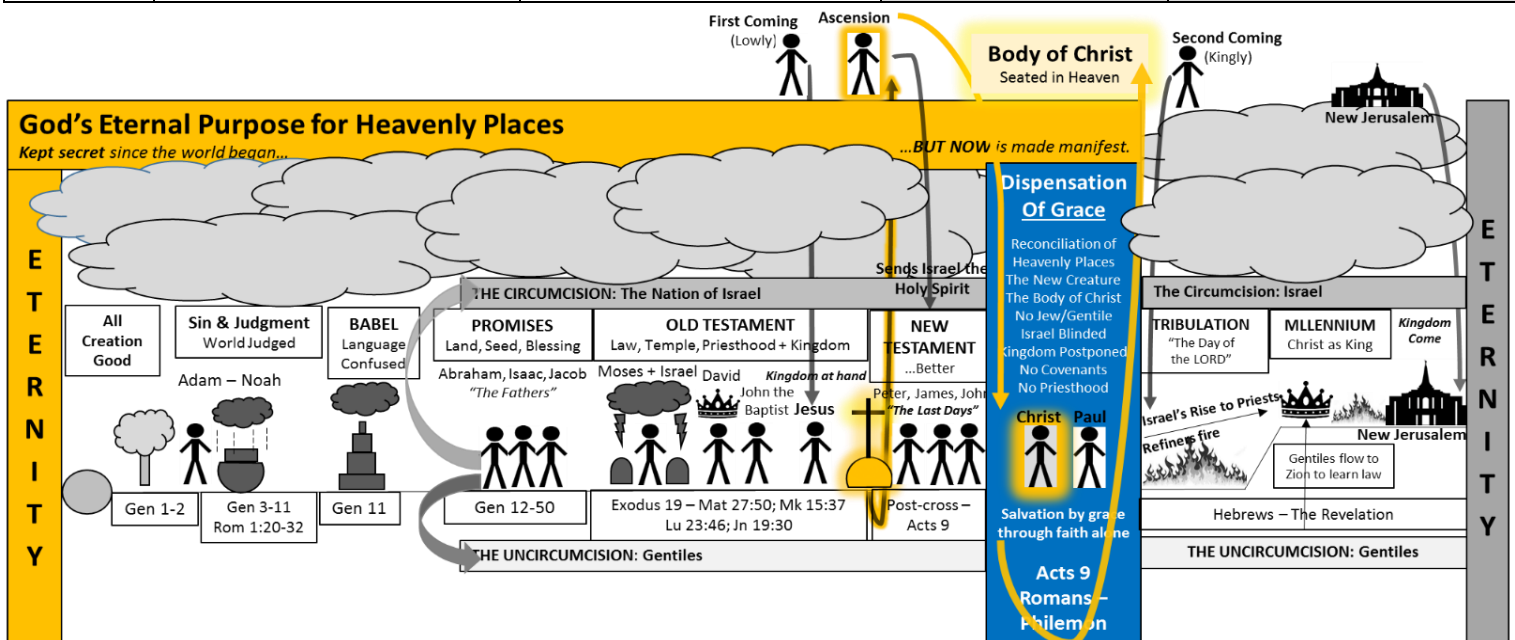 First Coming
(Lowly)
Ascension
Body of Christ
Seated in Heaven
Second Coming
(Kingly)
New Jerusalem
God's Eternal Purpose for Heavenly Places
Kept secret since the world began...
...BUT NOW is made manifest.
E
T
E
R
N
I
T
Y
All
Creation
Good
Sin & Judgment
World Judged
Adam – Noah
BABEL
Language
Confused
Gen 1-2
Gen 3-11
Rom 1:20-32
Gen 11
THE CIRCUMCISION: The Nation of Israel
Sends Israel the
Holy Spirit
PROMISES
Land, Seed, Blessing
Abraham, Isaac, Jacob
"The Fathers"
Gen 12-50
OLD TESTAMENT
Law, Temple, Priesthood + Kingdom
Moses + Israel
David
Kingdom at hand
John the
Baptist
Jesus
Exodus 19 – Mat 27:50; Mk 15:37
Lu 23:46; Jn 19:30
NEW
TESTAMENT
...Better
Peter, James, John
"The Last Days"
Post-cross –
Acts 9
THE UNCIRCUMCISION: Gentiles
Dispensation
Of Grace
Reconciliation of
Heavenly Places
The New Creature
The Body of Christ
No Jew/Gentile
Israel Blinded
Kingdom Postponed
No Covenants
No Priesthood
Christ
Paul
Salvation by grace
through faith alone
Acts 9
Romans –
Philemon
The Circumcision: Israel
TRIBULATION
"The Day of
the LORD"
MLLENNIUM
Christ as King
Kingdom
Come
Israel's Rise to Priests
Refiners fire
New Jerusalem
Gentiles flow to
Zion to learn law
Hebrews – The Revelation
THE UNCIRCUMCISION: Gentiles
E
T
E
R
N
I
T
Y